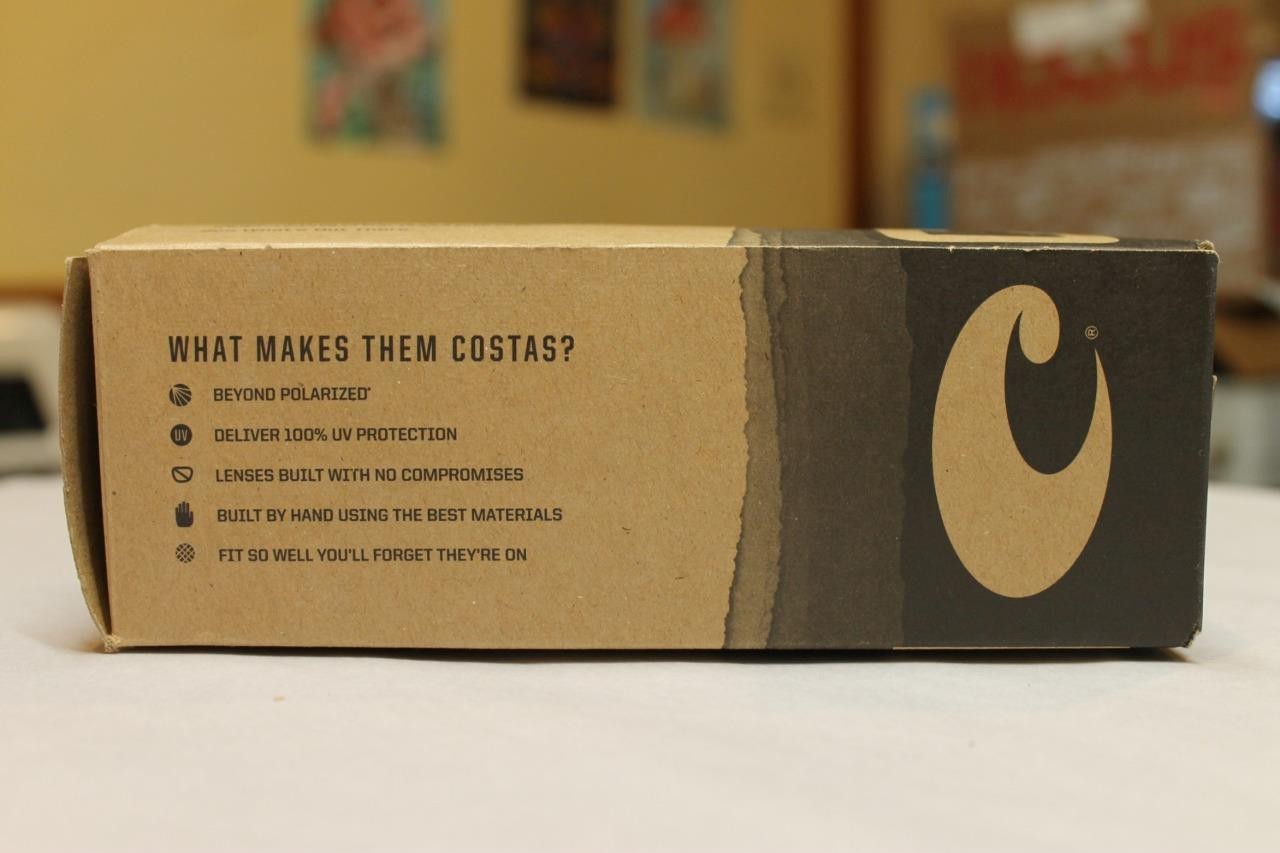 WHAT MAKES THEM COSTAS?
BEYOND POLARIZED*
UV DELIVER 100% UV PROTECTION
LENSES BUILT WITH NO COMPROMISES
BUILT BY HAND USING THE BEST MATERIALS
FIT SO WELL YOU'LL FORGET THEY'RE ON
®